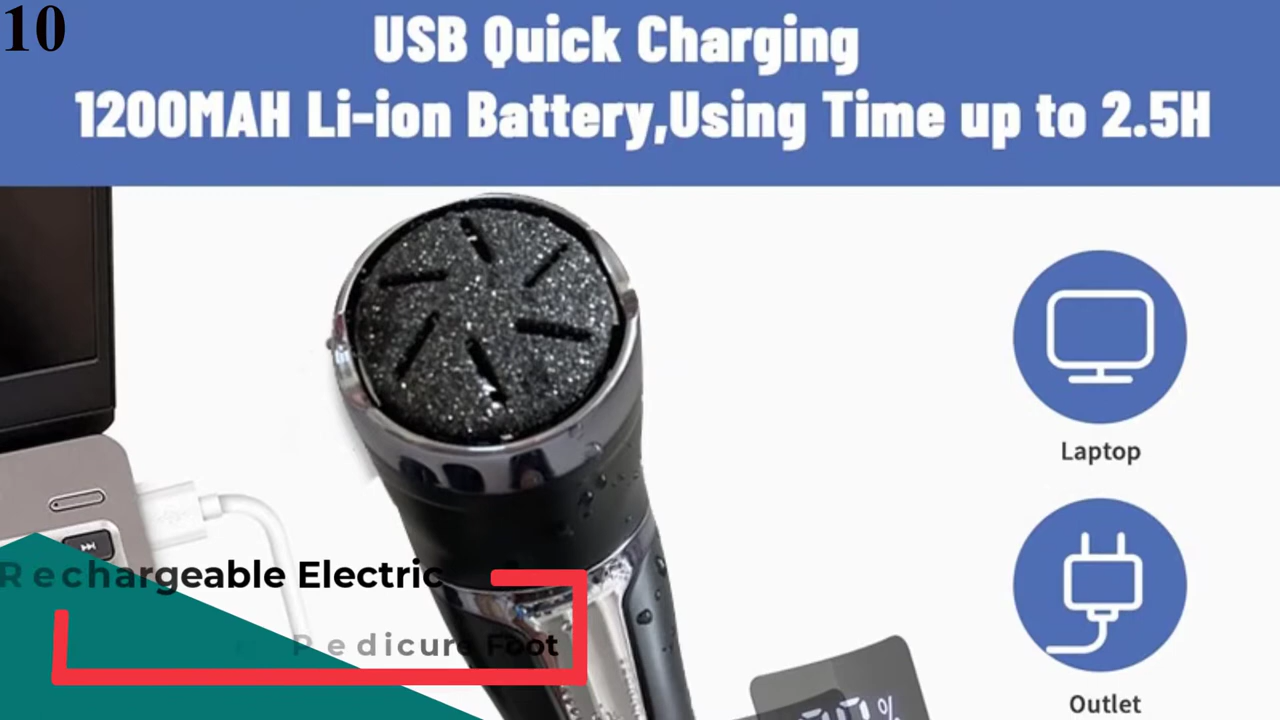 10
USB Quick Charging
1200MAH Li-ion Battery,Using Time up to 2.5H
Laptop
Rechargeable Electric
Pedicure Foot
%
Outlet